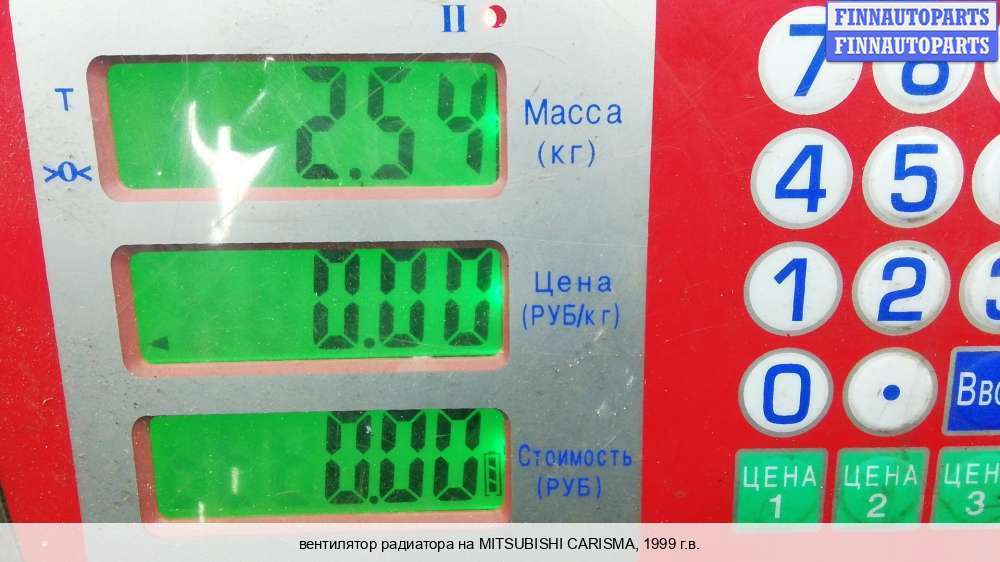 FINNAUTOPARTS
FINNAUTOPARTS
II
7 8
T
2.54
Масса
(кг)
>0<
4 5
0.00
Цена
(РУБ/кг)
1 2 3
0 .
0.00
Стоимость
(РУБ)
ЦЕНА 1
ЦЕНА 2
3
вентилятор радиатора на MITSUBISHI CARISMA, 1999 г.в.